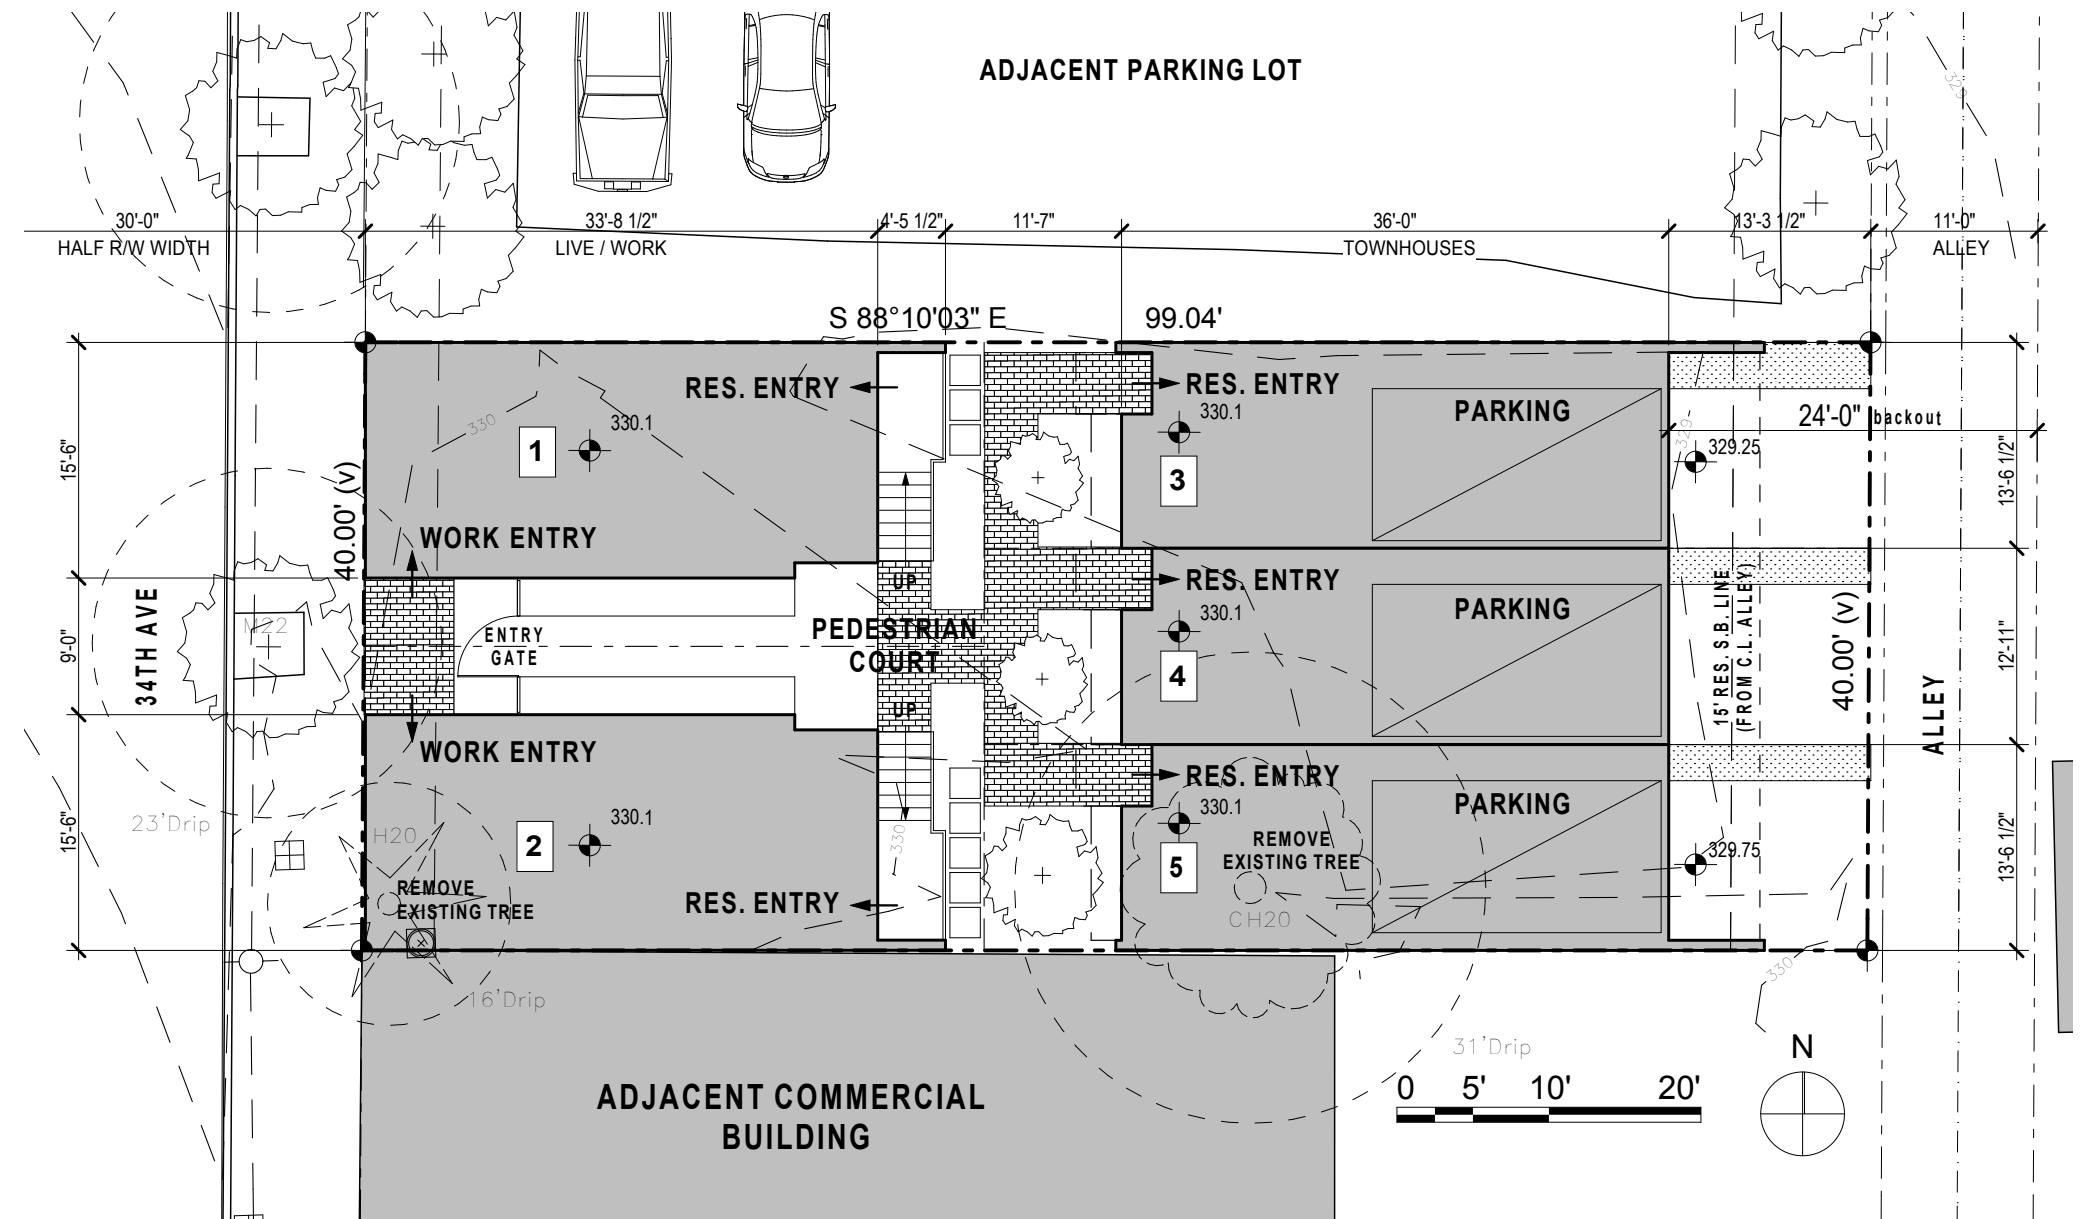 ADJACENT PARKING LOT
329
30'-0"
33'-8 1/2"
4'-5 1/2"
11'-7"
36'-0"
13'-3 1/2"
11'-0"
HALF R/W WIDTH
LIVE / WORK
TOWNHOUSES
ALLEY
S 88°10'03" E
99.04'
RES. ENTRY
RES. ENTRY
PARKING
330.1
330.1
330
24'-0" backout
1
329
329.25
15'-6"
40.00' (v)
3
13'-6 1/2"
WORK ENTRY
UP
RES. ENTRY
PARKING
330.1
34TH AVE
M22
9'-0"
ENTRY
GATE
PEDESTRIAN
COURT
4
15' RES. S.B. LINE
(FROM C.L. ALLEY)
40.00' (v)
12'-11"
ALLEY
UP
WORK ENTRY
RES. ENTRY
PARKING
330.1
330.1
23'Drip
H20
15'-6"
2
330
5
REMOVE
EXISTING TREE
329.75
13'-6 1/2"
REMOVE
EXISTING TREE
RES. ENTRY
CH20
330
16'Drip
31'Drip
N
0 5' 10' 20'
ADJACENT COMMERCIAL
BUILDING